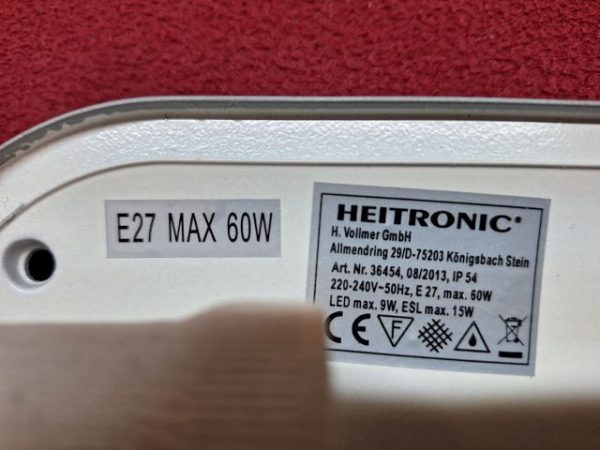 E27 MAX 60W
HEITRONIC®
H. Vollmer GmbH
Allmendring 29/D-75203 Königsbach Stein
Art. Nr. 36454, 08/2013, IP 54
220-240V~50Hz, E 27, max. 60W
LED max. 9W, ESL max. 15W
CE F